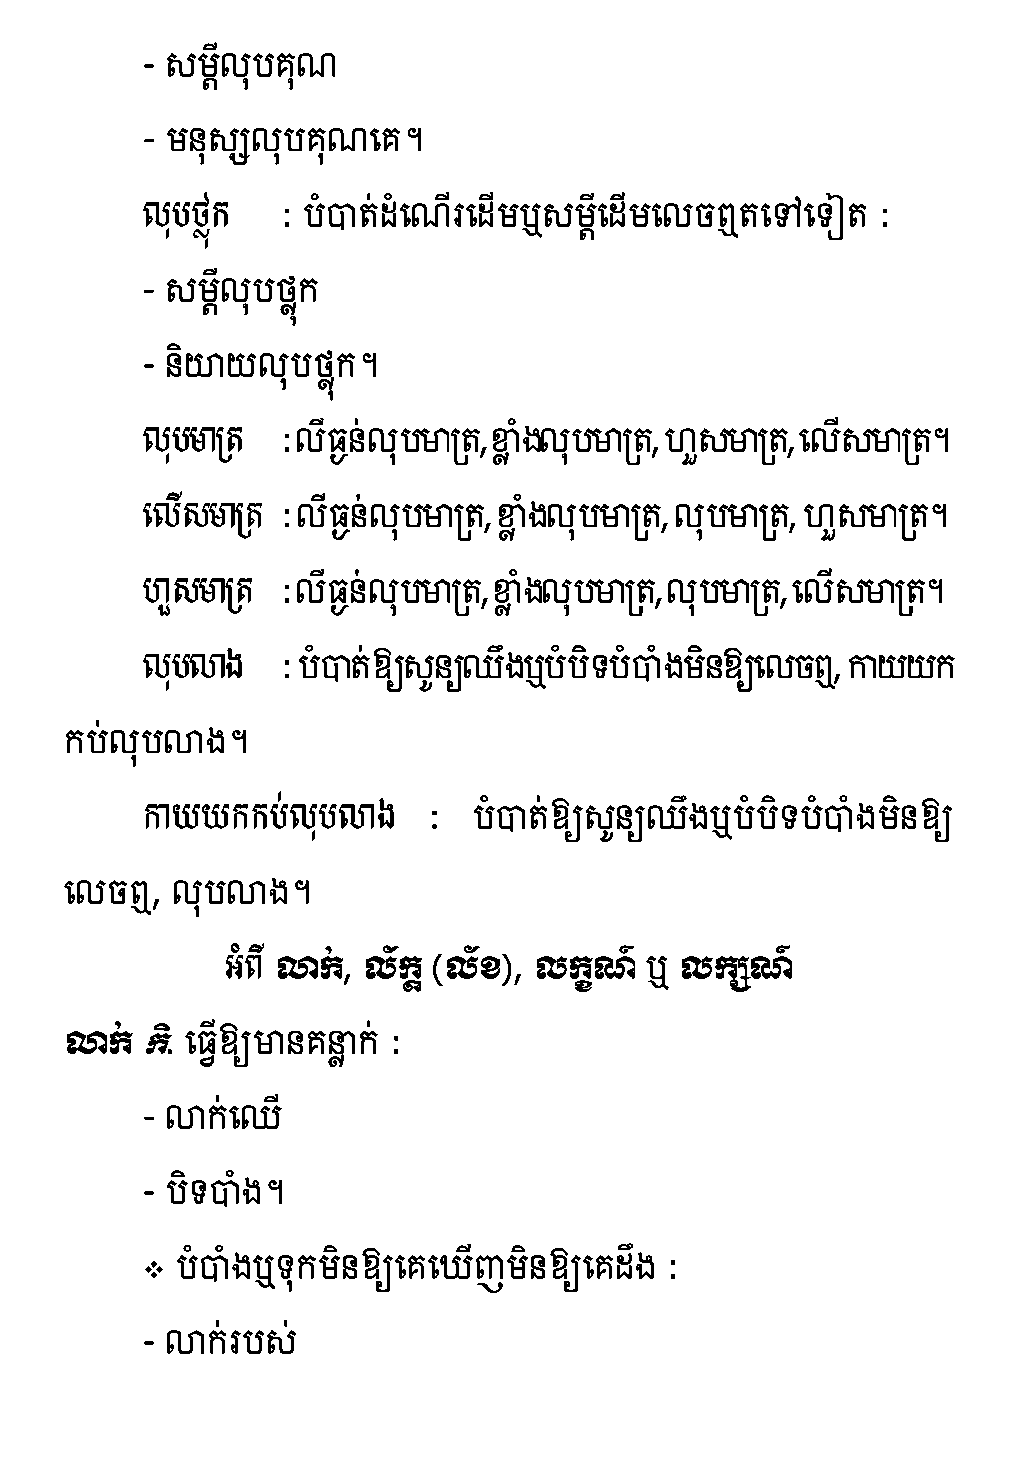 - សម្ដីលុបគុណ
- មនុស្សលុបគុណគេ។
លុបថ្លុក : បំបាត់ដំណើរដើមឬសម្ដីដើមលេចឮតទៅទៀត :
- សម្ដីលុបថ្លុក
- និយាយលុបថ្លុក។
លុបមាត្រ : លីធ្ងន់លុបមាត្រ, ខ្លាំងលុបមាត្រ, ហួសមាត្រ, លើសមាត្រ។
លើសមាត្រ : លីធ្ងន់លុបមាត្រ, ខ្លាំងលុបមាត្រ, លុបមាត្រ, ហួសមាត្រ។
ហួសមាត្រ : លីធ្ងន់លុបមាត្រ, ខ្លាំងលុបមាត្រ, លុបមាត្រ, លើសមាត្រ។
លុបលាង : បំបាត់ឱ្យសូន្យឈឹងឬបំបិទបំបាំងមិនឱ្យលេចឮ, កាយយក
កប់លុបលាង។
កាយយកកប់លុបលាង : បំបាត់ឱ្យសូន្យឈឹងឬបំបិទបំបាំងមិនឱ្យ
លេចឮ, លុបលាង។
អំពី លាក់, ល័ក្ដ (ល័ខ), លក្ខណ៍ ឬ លក្សណ៍
លាក់ ភិ. ធ្វើឱ្យមានគន្លាក់ :
- លាក់ឈើ
- បិទបាំង។
❖ បំបាំងឬទុកមិនឱ្យគេឃើញមិនឱ្យគេដឹង :
- លាក់របស់